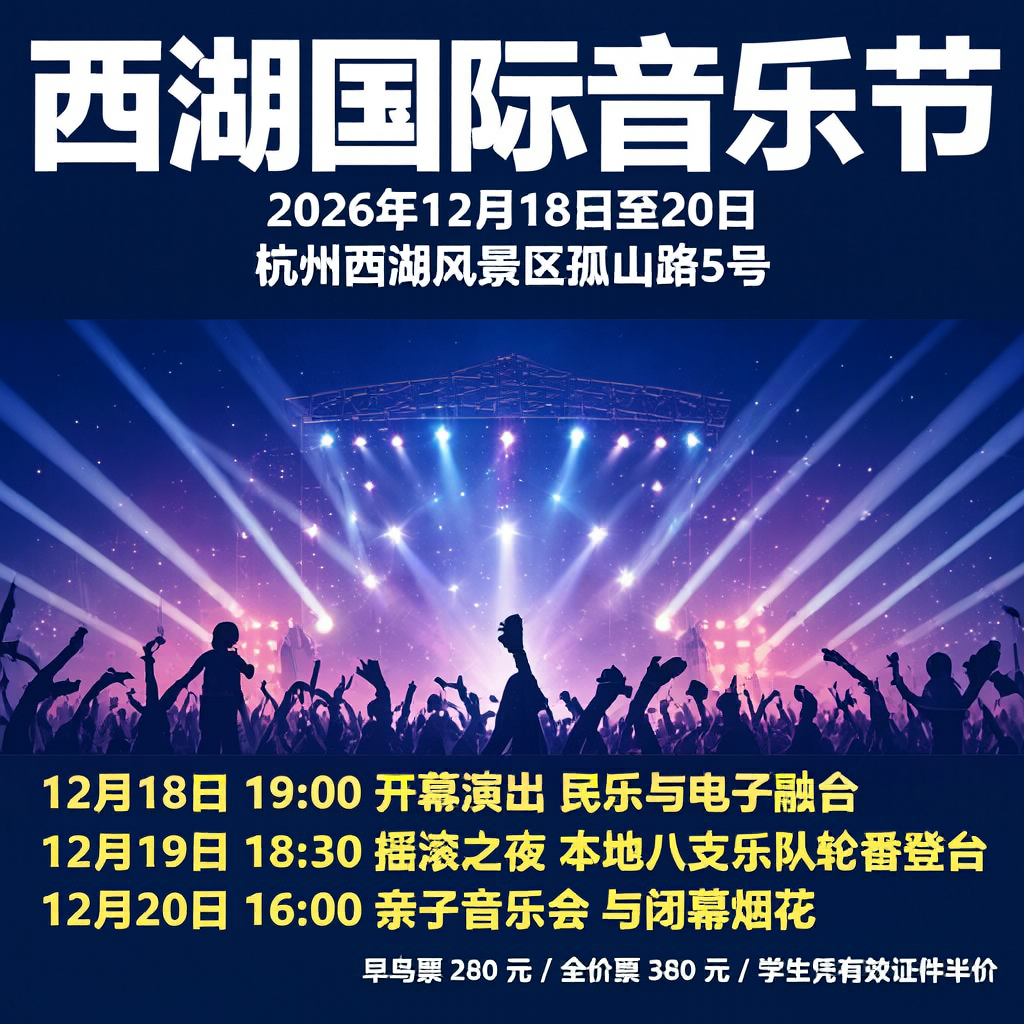 西湖国际音乐节
2026年12月18日至20日
杭州西湖风景区孤山路5号
12月18日 19:00 开幕演出 民乐与电子融合
12月19日 18:30 摇滚之夜 本地八支乐队轮番登台
12月20日 16:00 亲子音乐会 与闭幕烟花
早鸟票 280 元 / 全价票 380 元 / 学生凭有效证件半价